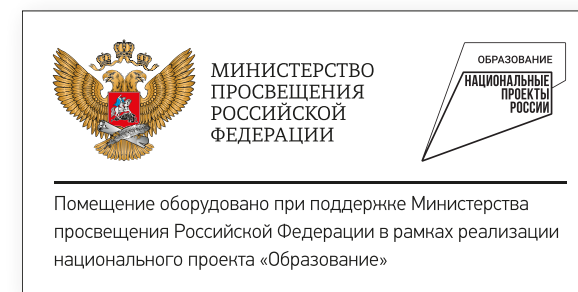 МИНИСТЕРСТВО
ПРОСВЕЩЕНИЯ
РОССИЙСКОЙ
ФЕДЕРАЦИИ
ОБРАЗОВАНИЕ
НАЦИОНАЛЬНЫЕ
ПРОЕКТЫ
РОССИИ
Помещение оборудовано при поддержке Министерства
просвещения Российской Федерации в рамках реализации
национального проекта «Образование»